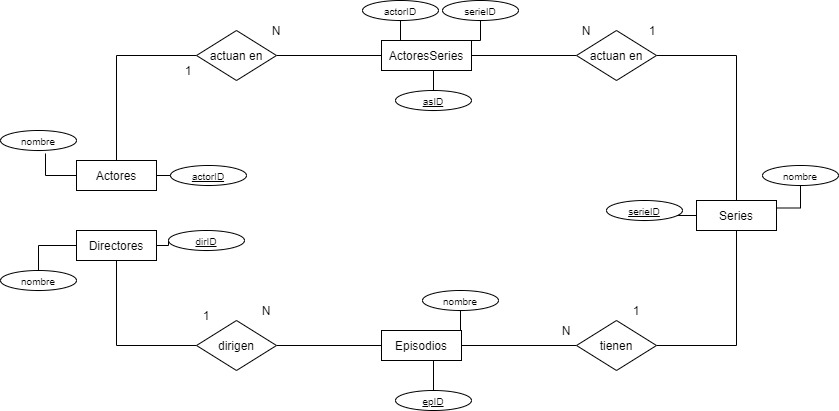 actorID
serieID
N
N
1
actuan en
ActoresSeries
actuan en
1
asID
nombre
Actores
actorID
nombre
serieID
Series
Directores
dirID
nombre
nombre
1
N
1
N
dirigen
Episodios
tienen
epID